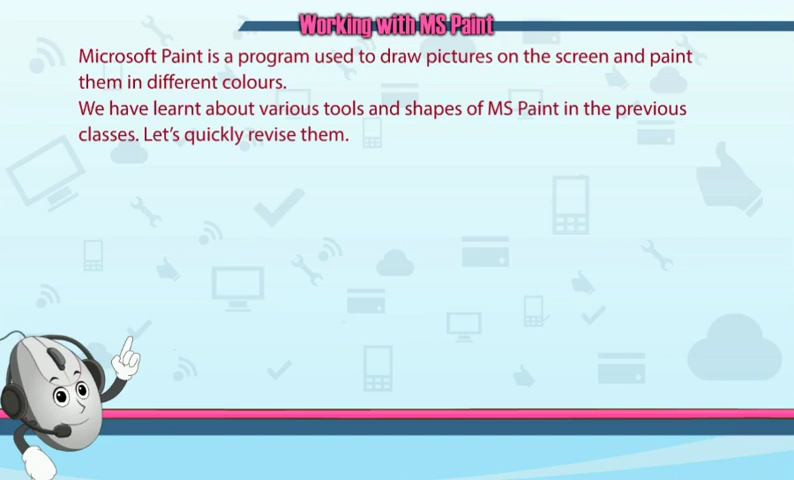 Working with MS Paint
Microsoft Paint is a program used to draw pictures on the screen and paint
them in different colours.
We have learnt about various tools and shapes of MS Paint in the previous
classes. Let’s quickly revise them.